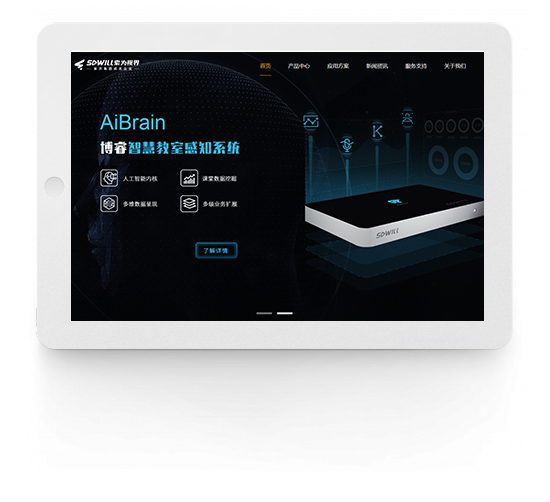 SDWILL索为视界
首页 产品中心 应用方案 新闻资讯 服务支持 关于我们
AiBrain
博睿智慧教室感知系统
人工智能内核 课堂数据挖掘
多维数据呈现 多级业务扩展
了解详情
SDWILL